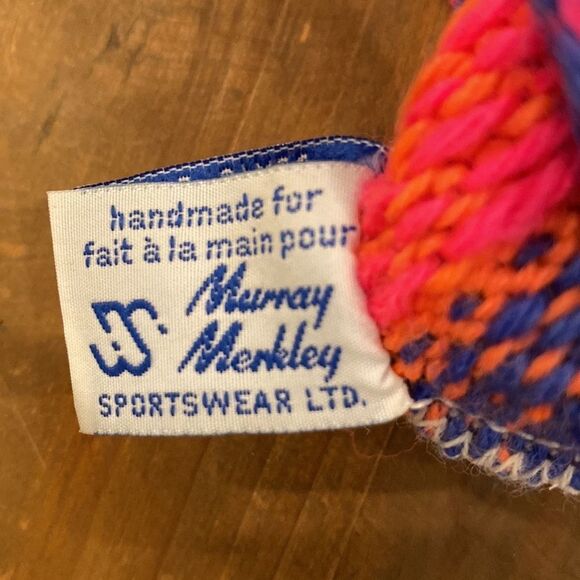 handmade for
fait à la main pour
Murray
Merkley
SPORTSWEAR LTD.